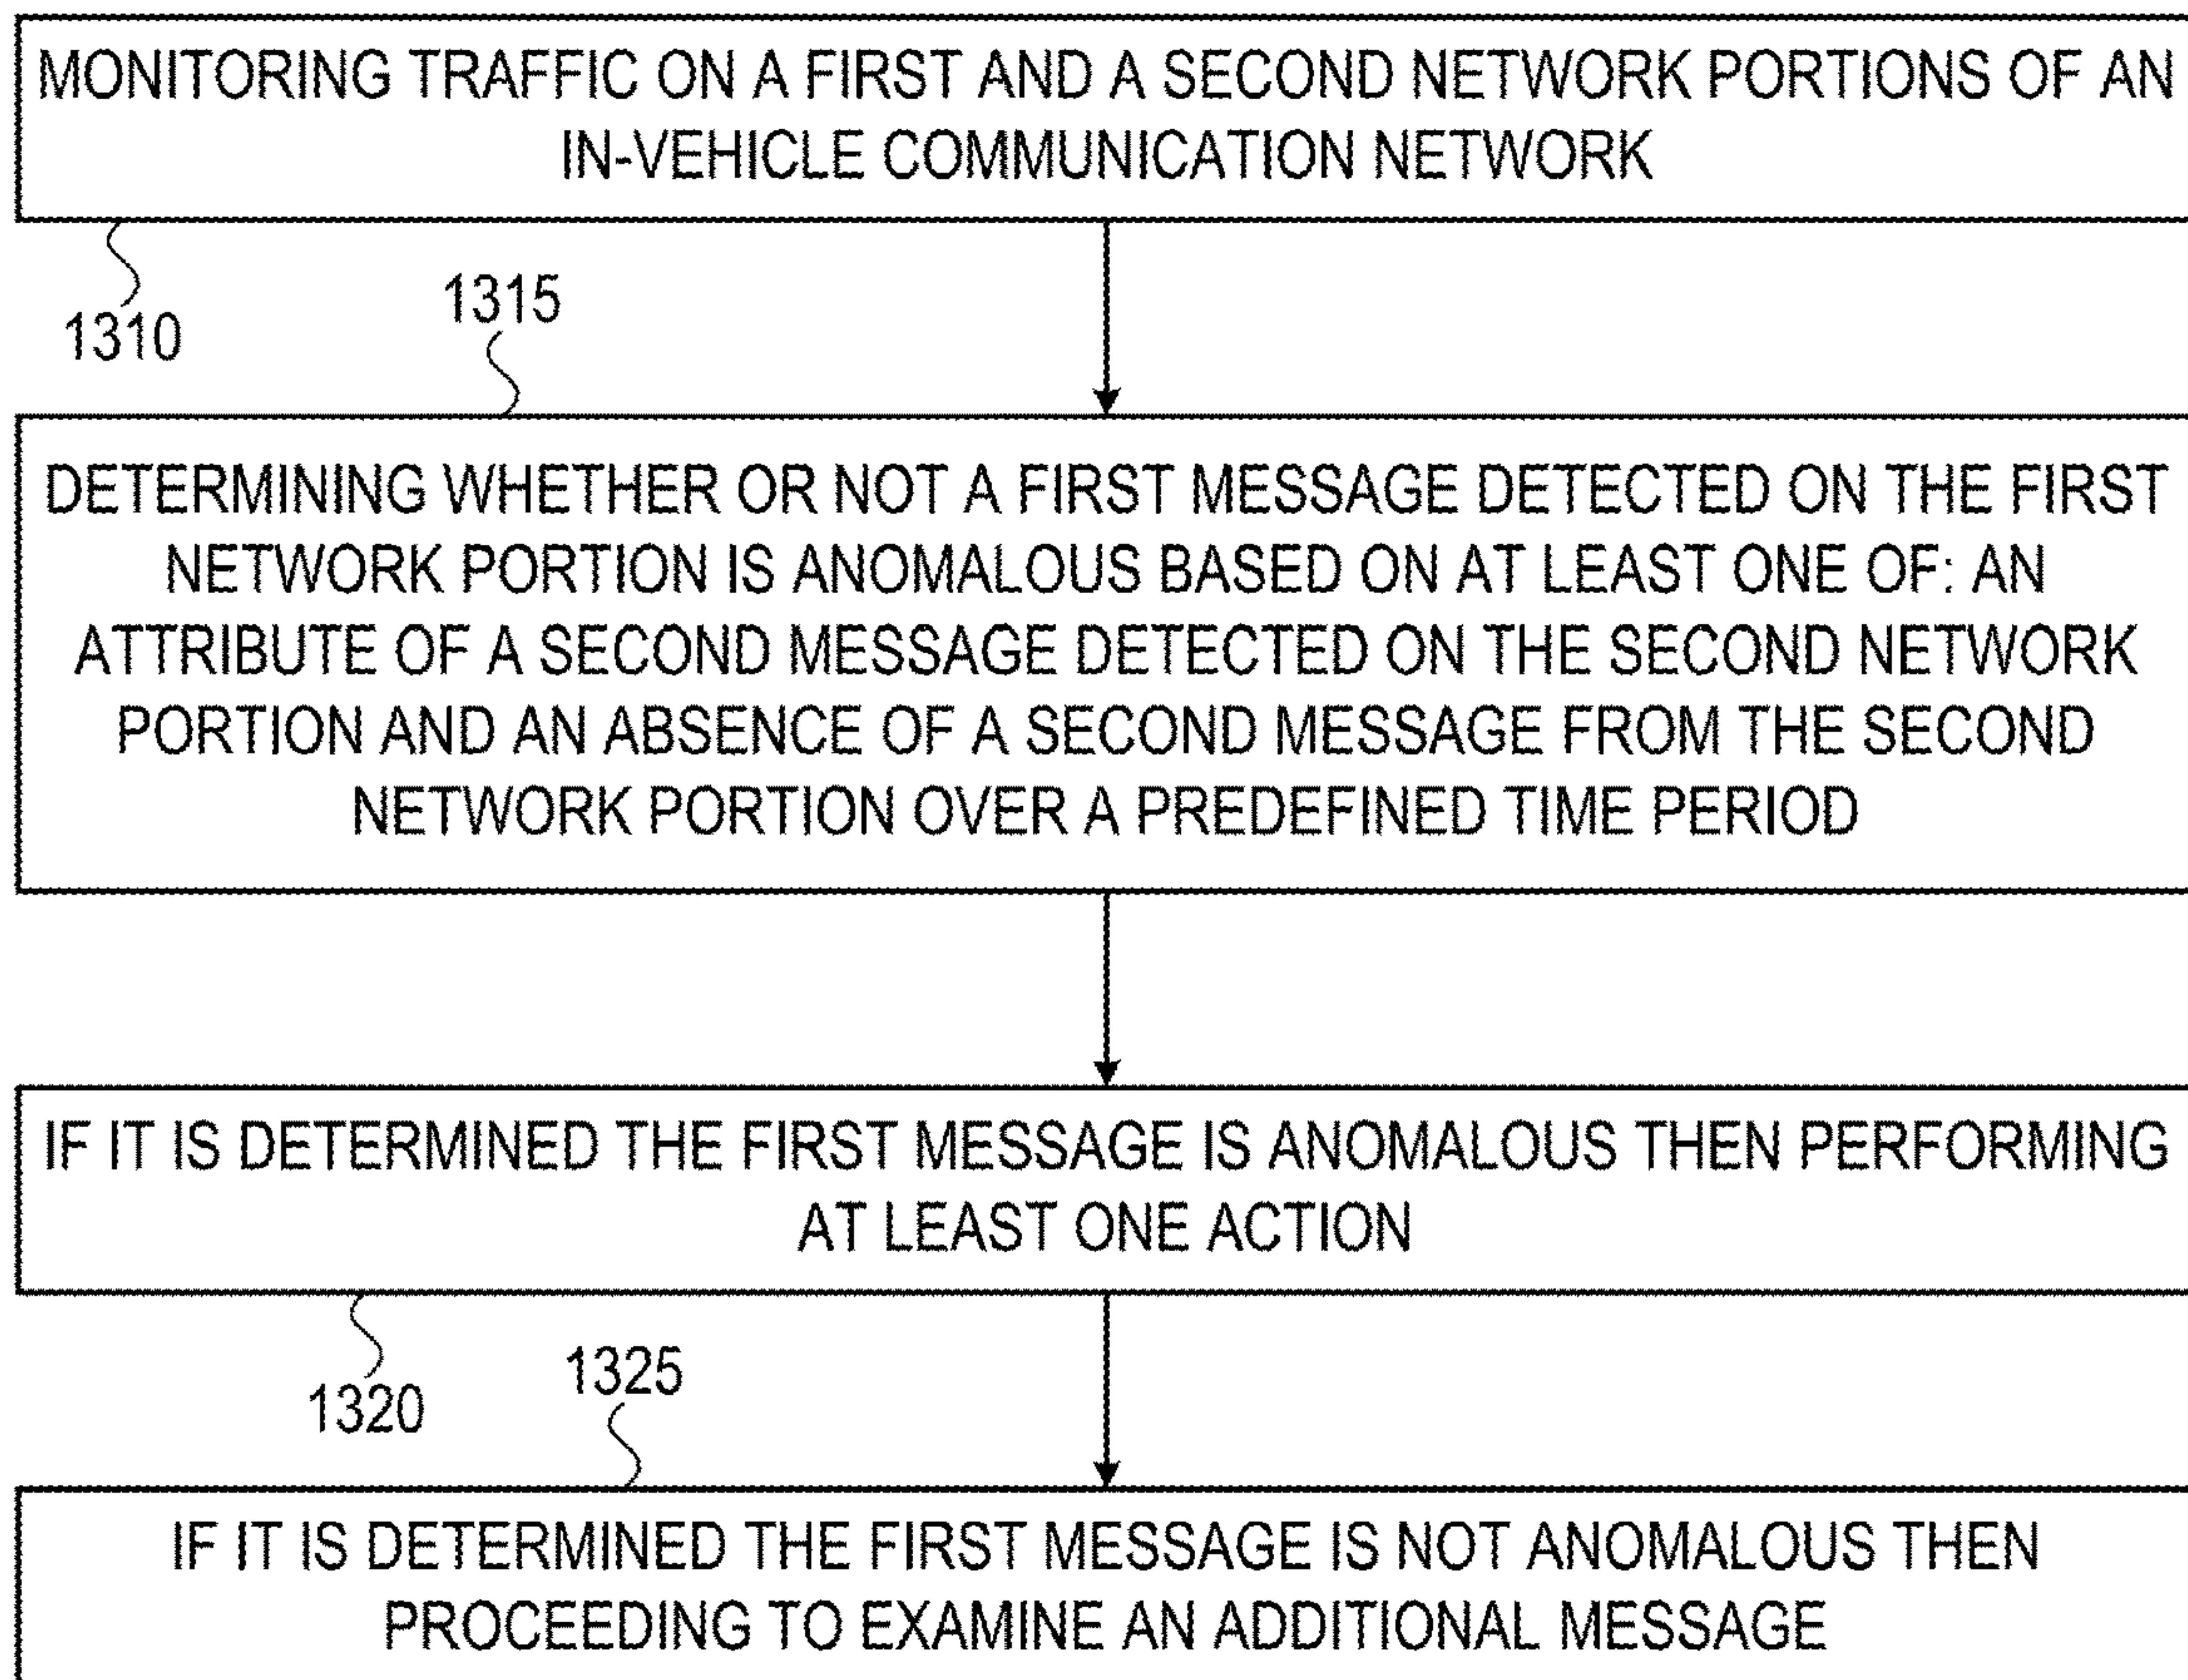 MONITORING TRAFFIC ON A FIRST AND A SECOND NETWORK PORTIONS OF AN
IN-VEHICLE COMMUNICATION NETWORK
1310
1315
DETERMINING WHETHER OR NOT A FIRST MESSAGE DETECTED ON THE FIRST
NETWORK PORTION IS ANOMALOUS BASED ON AT LEAST ONE OF: AN
ATTRIBUTE OF A SECOND MESSAGE DETECTED ON THE SECOND NETWORK
PORTION AND AN ABSENCE OF A SECOND MESSAGE FROM THE SECOND
NETWORK PORTION OVER A PREDEFINED TIME PERIOD
IF IT IS DETERMINED THE FIRST MESSAGE IS ANOMALOUS THEN PERFORMING
AT LEAST ONE ACTION
1320
1325
IF IT IS DETERMINED THE FIRST MESSAGE IS NOT ANOMALOUS THEN
PROCEEDING TO EXAMINE AN ADDITIONAL MESSAGE